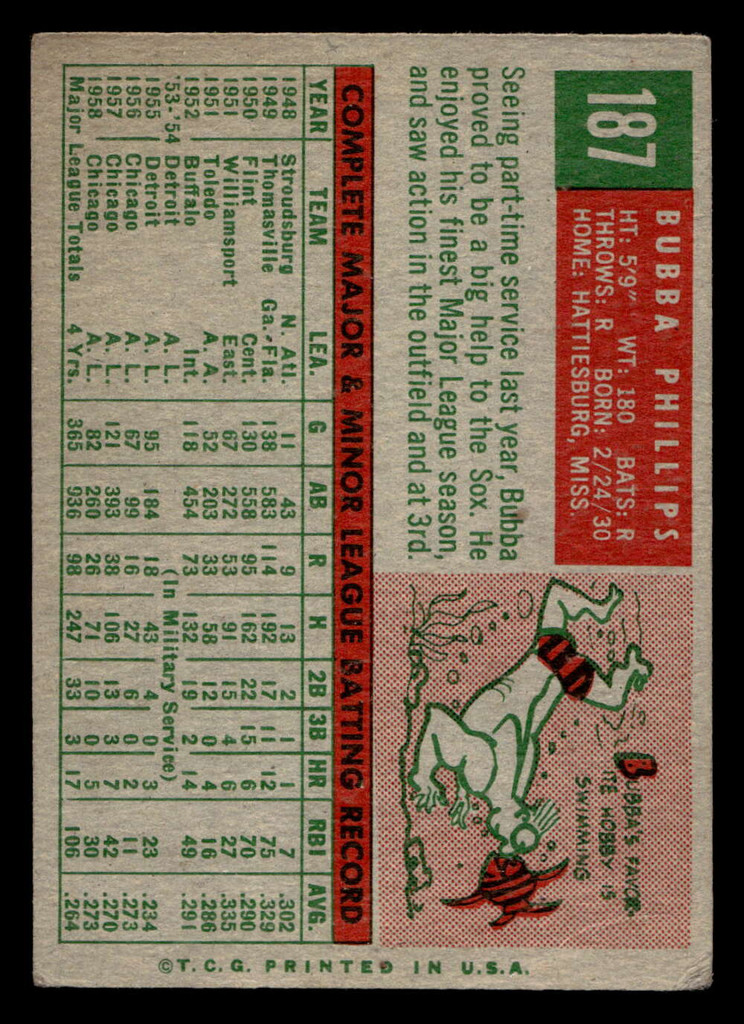 187
BUBBA PHILLIPS
HT: 5'9" WT: 180 BATS: R
THROWS: R BORN: 2/24/30
HOME: HATTIESBURG, MISS.
Seeing part-time service last year, Bubba
proved to be a big help to the Sox. He
enjoyed his finest Major League season,
and saw action in the outfield and at 3rd.
BUBBA'S FAVOR-
ITE HOBBY IS
SWIMMING
COMPLETE MAJOR & MINOR LEAGUE BATTING RECORD
YEAR TEAM LEA. G AB R H 2B 3B HR RBI AVG.
1948 Stroudsburg N. Atl. 11 43 9 13 2 1 1 7 .302
1949 Thomasville Ga.-Fla. 138 583 114 192 17 11 12 75 .329
1950 Flint Cent. 130 558 95 162 22 15 6 70 .290
1951 Williamsport East. 67 272 53 91 15 4 6 27 .335
1951 Toledo A. A. 52 203 33 58 12 0 4 16 .286
1952 Buffalo Int. 118 454 73 132 19 2 14 49 .291
'53-'54 Detroit A. L. (In Military Service)
1955 Detroit A. L. 95 184 18 43 4 0 3 23 .234
1956 Chicago A. L. 67 99 16 27 6 0 2 11 .273
1957 Chicago A. L. 121 393 38 106 13 3 7 42 .270
1958 Chicago A. L. 82 260 26 71 10 0 5 30 .273
Major League Totals 4 Yrs. 365 936 98 247 33 3 17 106 .264
© T. C. G. PRINTED IN U.S.A.